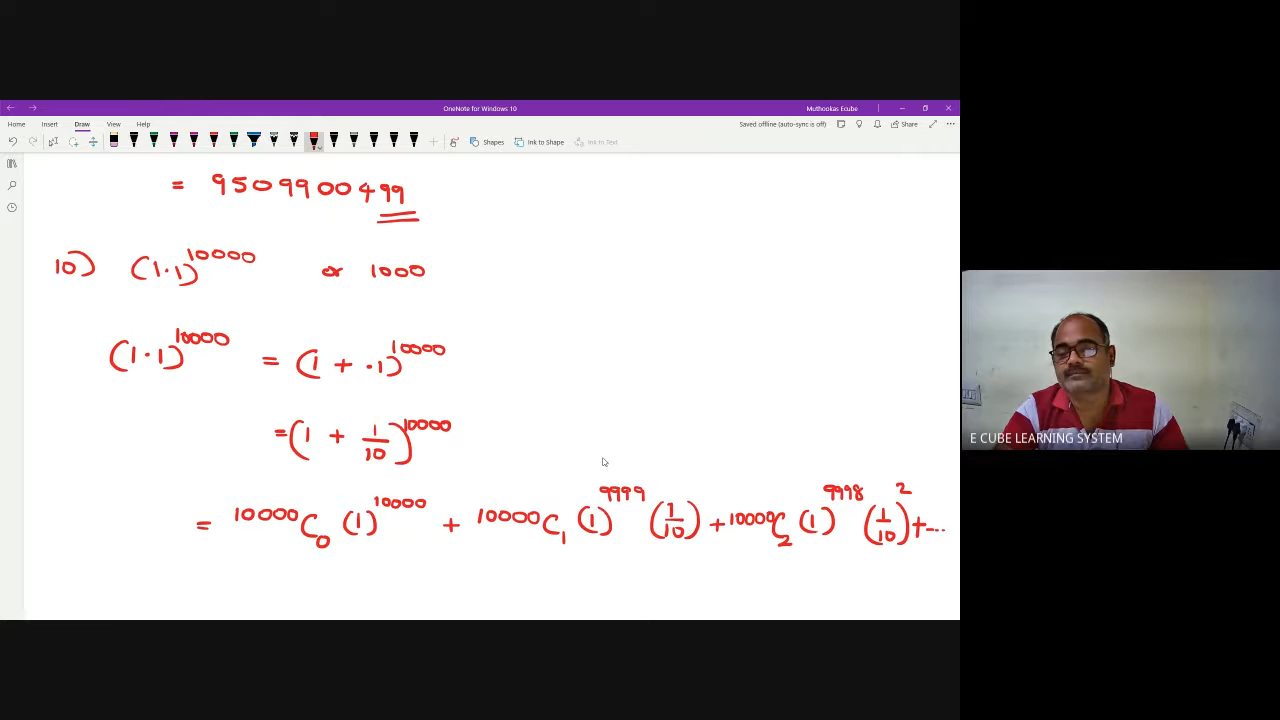 OneNote for Windows 10
Muthookas Ecube
Home Insert Draw View Help
Saved offline (auto-sync is off) Share
Shapes Ink to Shape Ink to Text
= 9509900499
10) (1.1)^10000 or 1000
(1.1)^10000 = (1 + .1)^10000
= (1 + 1/10)^10000
= 10000C0 (1)^10000 + 10000C1 (1)^9999 (1/10) + 10000C2 (1)^9998 (1/10)^2 + ...
E CUBE LEARNING SYSTEM